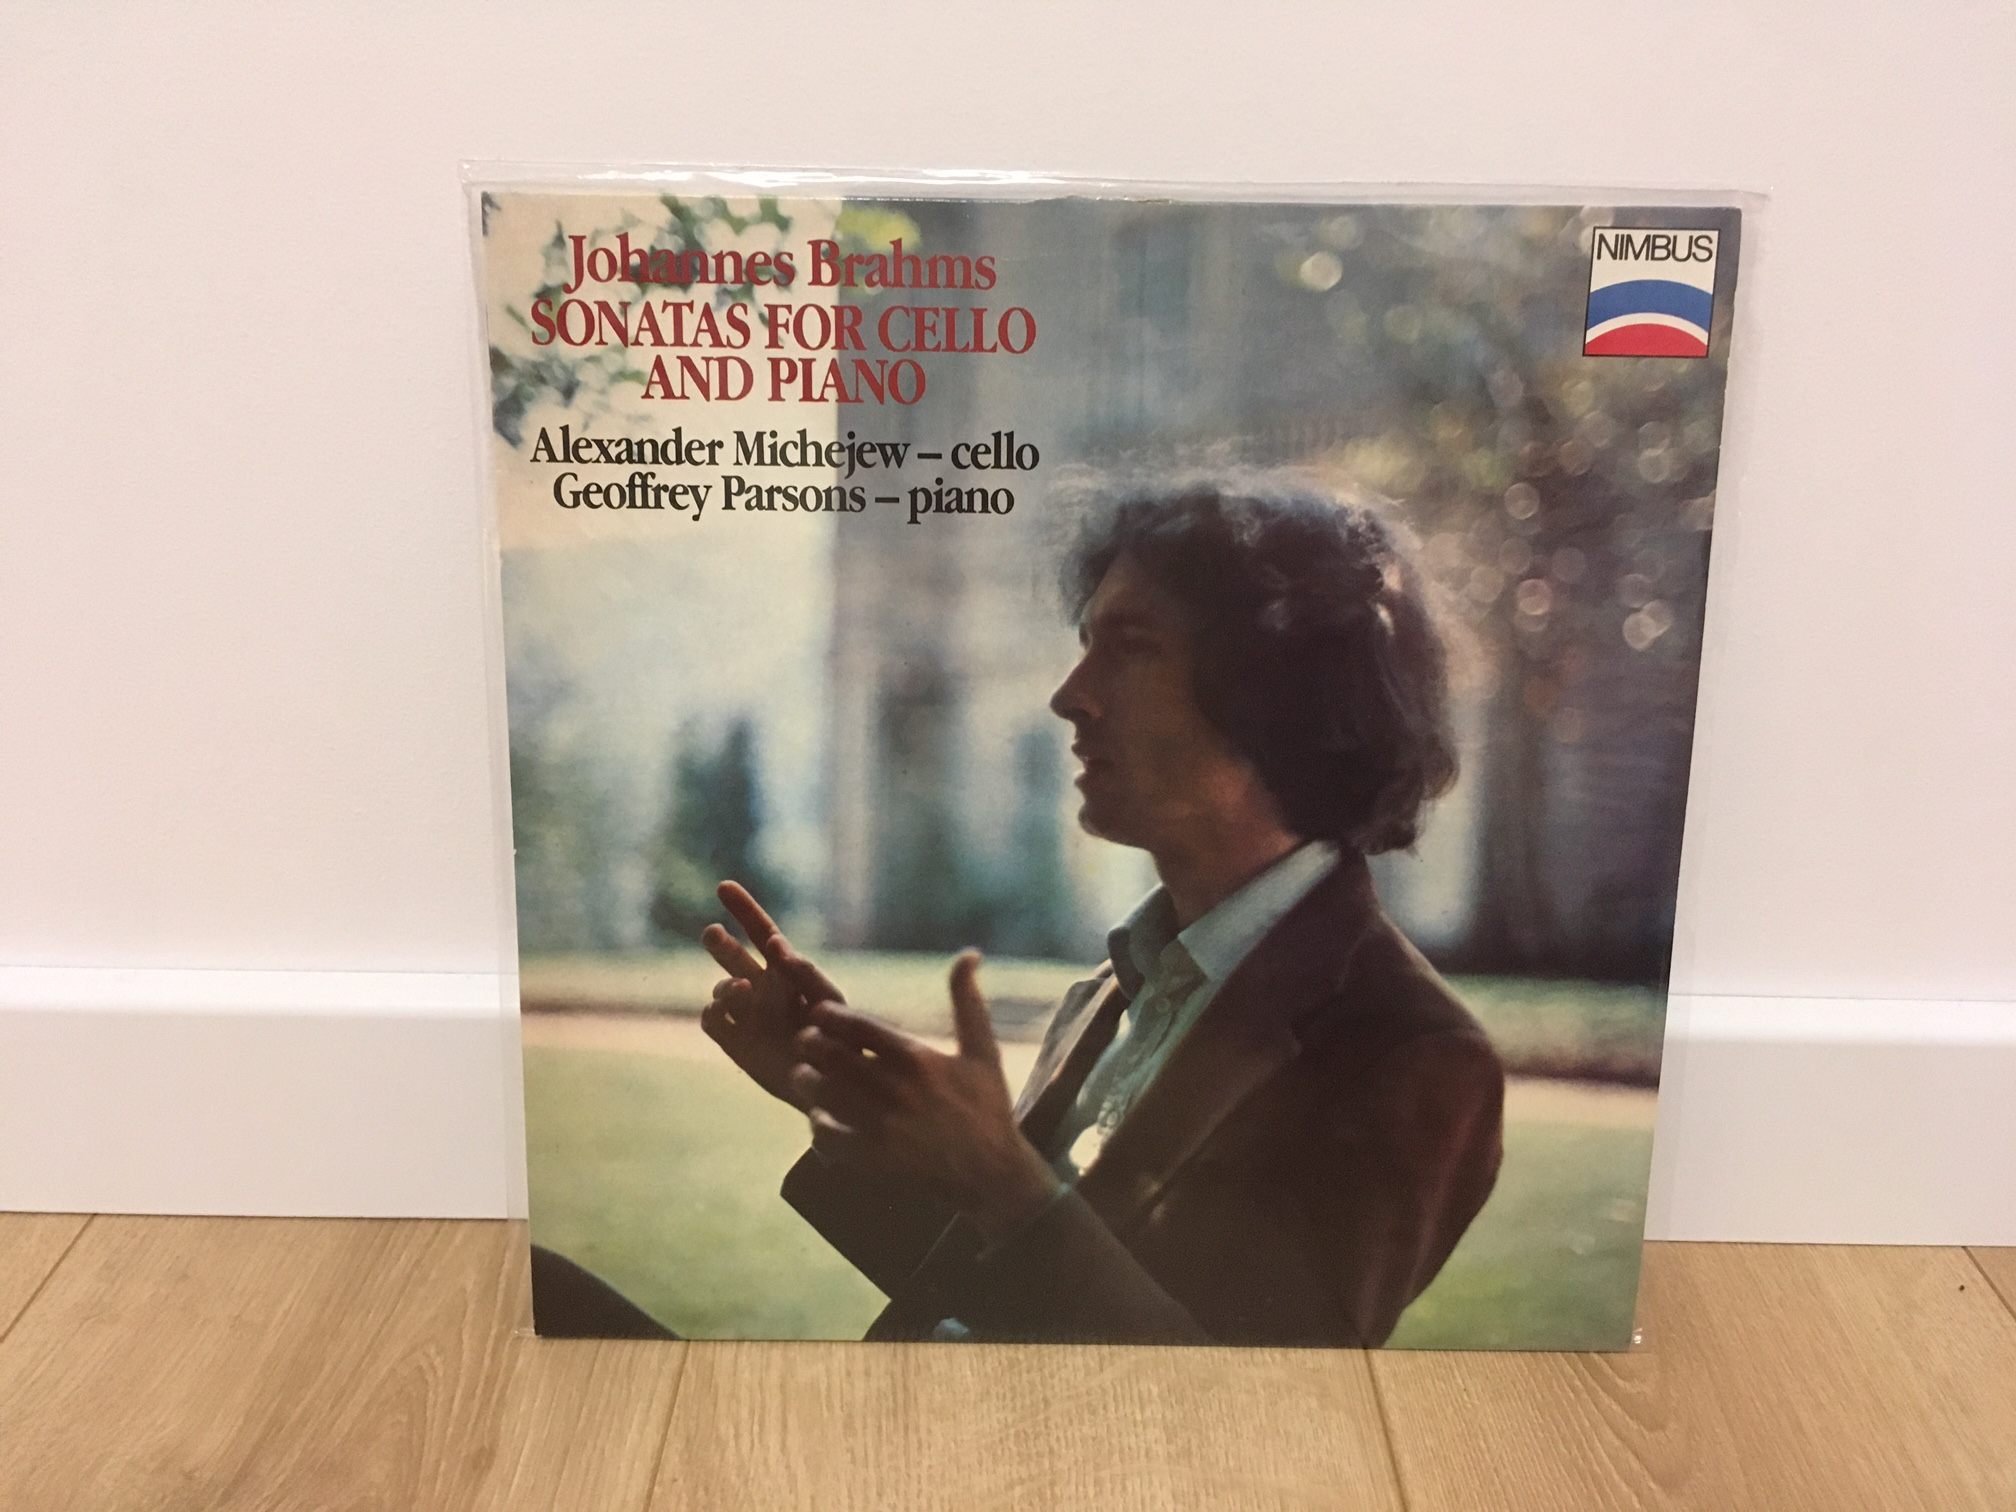 Johannes Brahms
SONATAS FOR CELLO
AND PIANO
Alexander Michejew – cello
Geoffrey Parsons – piano
NIMBUS